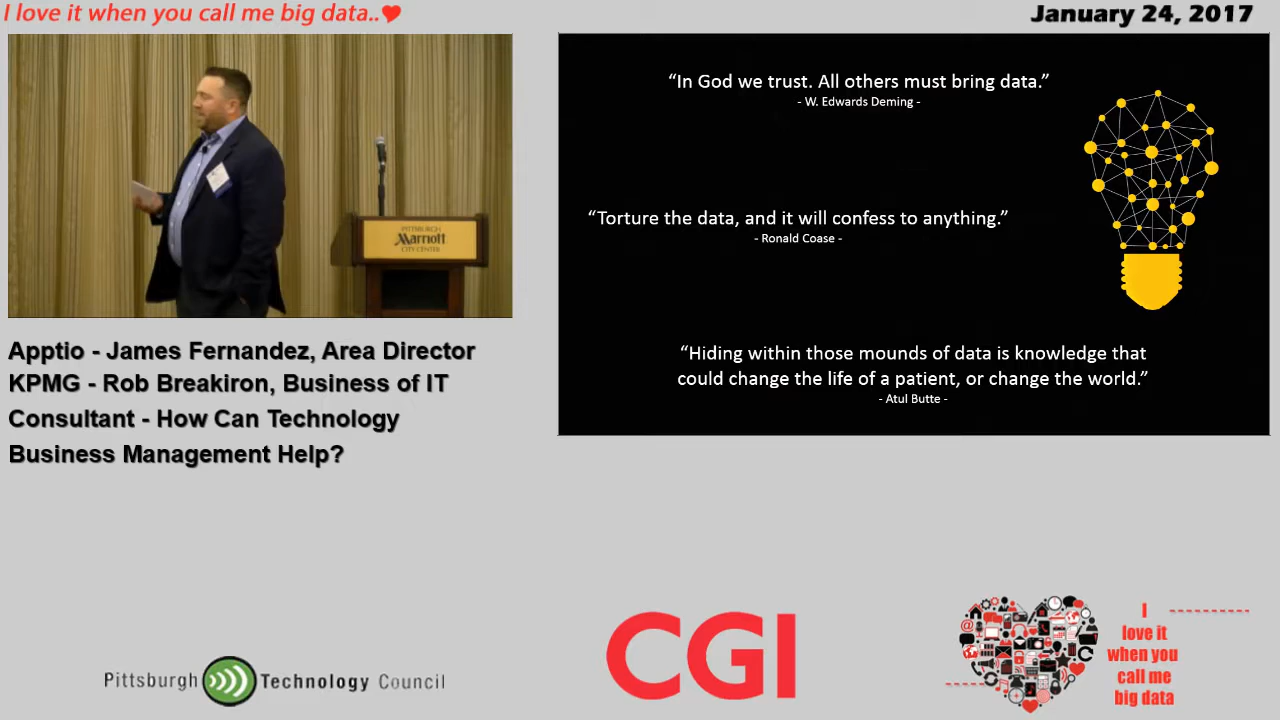 I love it when you call me big data..
January 24, 2017
PITTSBURGH
Marriott
CITY CENTER
“In God we trust. All others must bring data.”
- W. Edwards Deming -
“Torture the data, and it will confess to anything.”
- Ronald Coase -
“Hiding within those mounds of data is knowledge that
could change the life of a patient, or change the world.”
- Atul Butte -
Apptio - James Fernandez, Area Director
KPMG - Rob Breakiron, Business of IT
Consultant - How Can Technology
Business Management Help?
Pittsburgh Technology Council
CGI
I
love it
when you
call me
big data